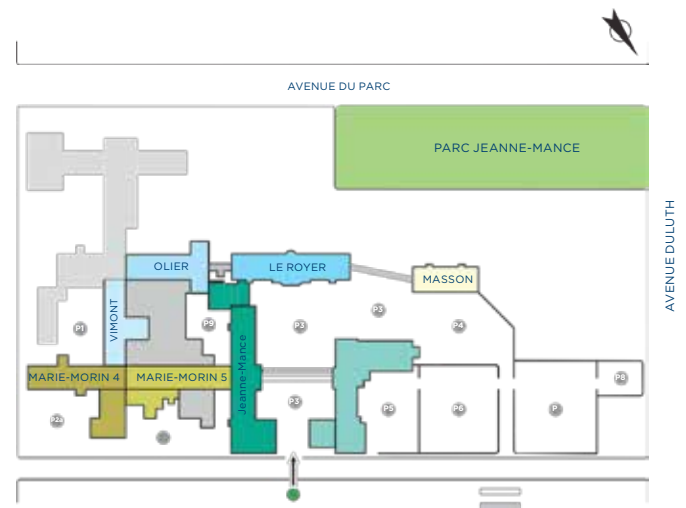 AVENUE DU PARC
PARC JEANNE-MANCE
AVENUE DULUTH
OLIER
LE ROYER
MASSON
VIMONT
P1
P9
P3
P3
P4
Jeanne-Mance
MARIE-MORIN 4
MARIE-MORIN 5
P8
P3
P5
P6
P
P2a